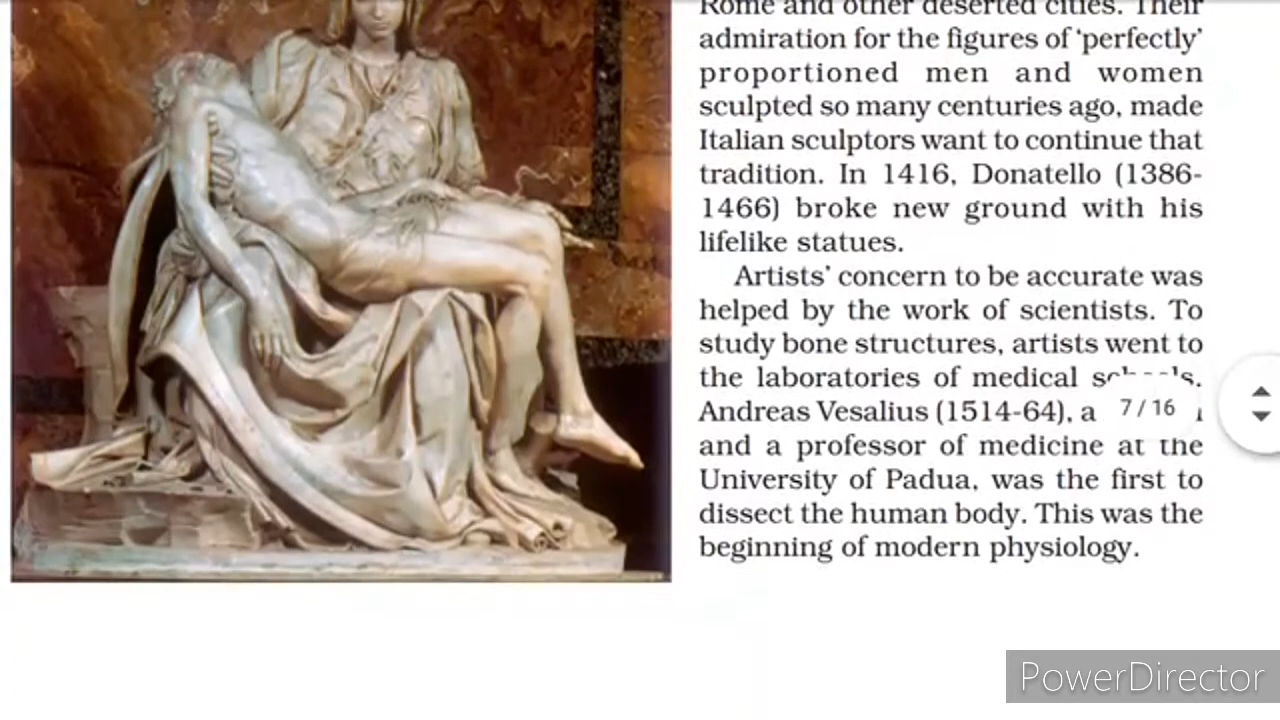 Rome and other deserted cities. Their
admiration for the figures of ‘perfectly’
proportioned men and women
sculpted so many centuries ago, made
Italian sculptors want to continue that
tradition. In 1416, Donatello (1386-
1466) broke new ground with his
lifelike statues.
Artists’ concern to be accurate was
helped by the work of scientists. To
study bone structures, artists went to
the laboratories of medical schools.
Andreas Vesalius (1514-64), a
and a professor of medicine at the
University of Padua, was the first to
dissect the human body. This was the
beginning of modern physiology.
7 / 16
PowerDirector